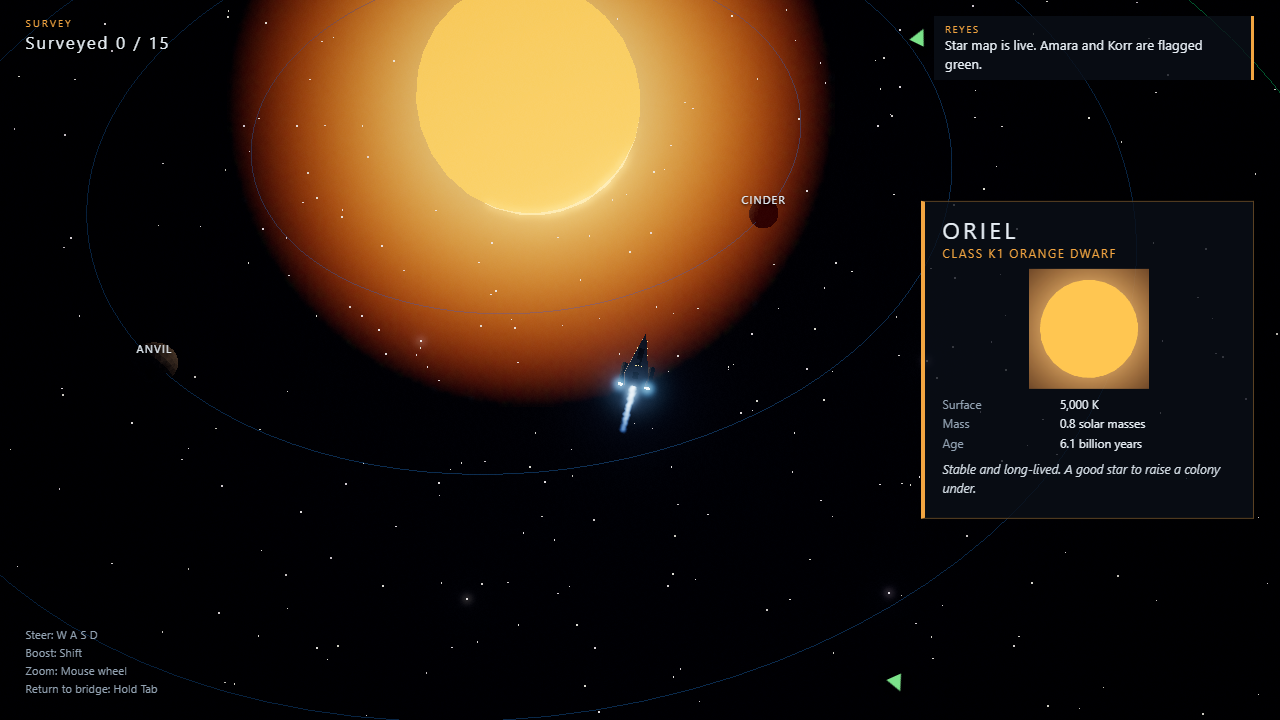 SURVEY
Surveyed 0 / 15
REYES
Star map is live. Amara and Korr are flagged
green.
CINDER
ANVIL
ORIEL
CLASS K1 ORANGE DWARF
Surface 5,000 K
Mass 0.8 solar masses
Age 6.1 billion years
Stable and long-lived. A good star to raise a colony
under.
Steer: W A S D
Boost: Shift
Zoom: Mouse wheel
Return to bridge: Hold Tab